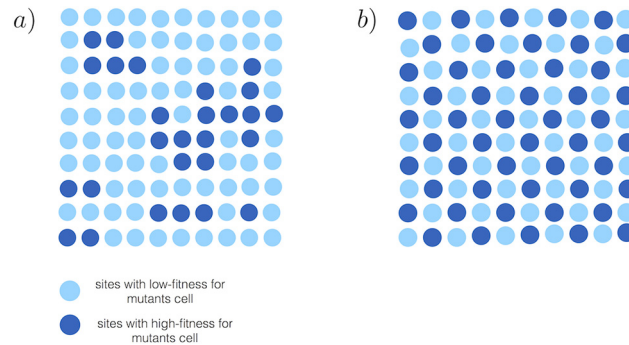 a)
b)
sites with low-fitness for
mutants cell
sites with high-fitness for
mutants cell